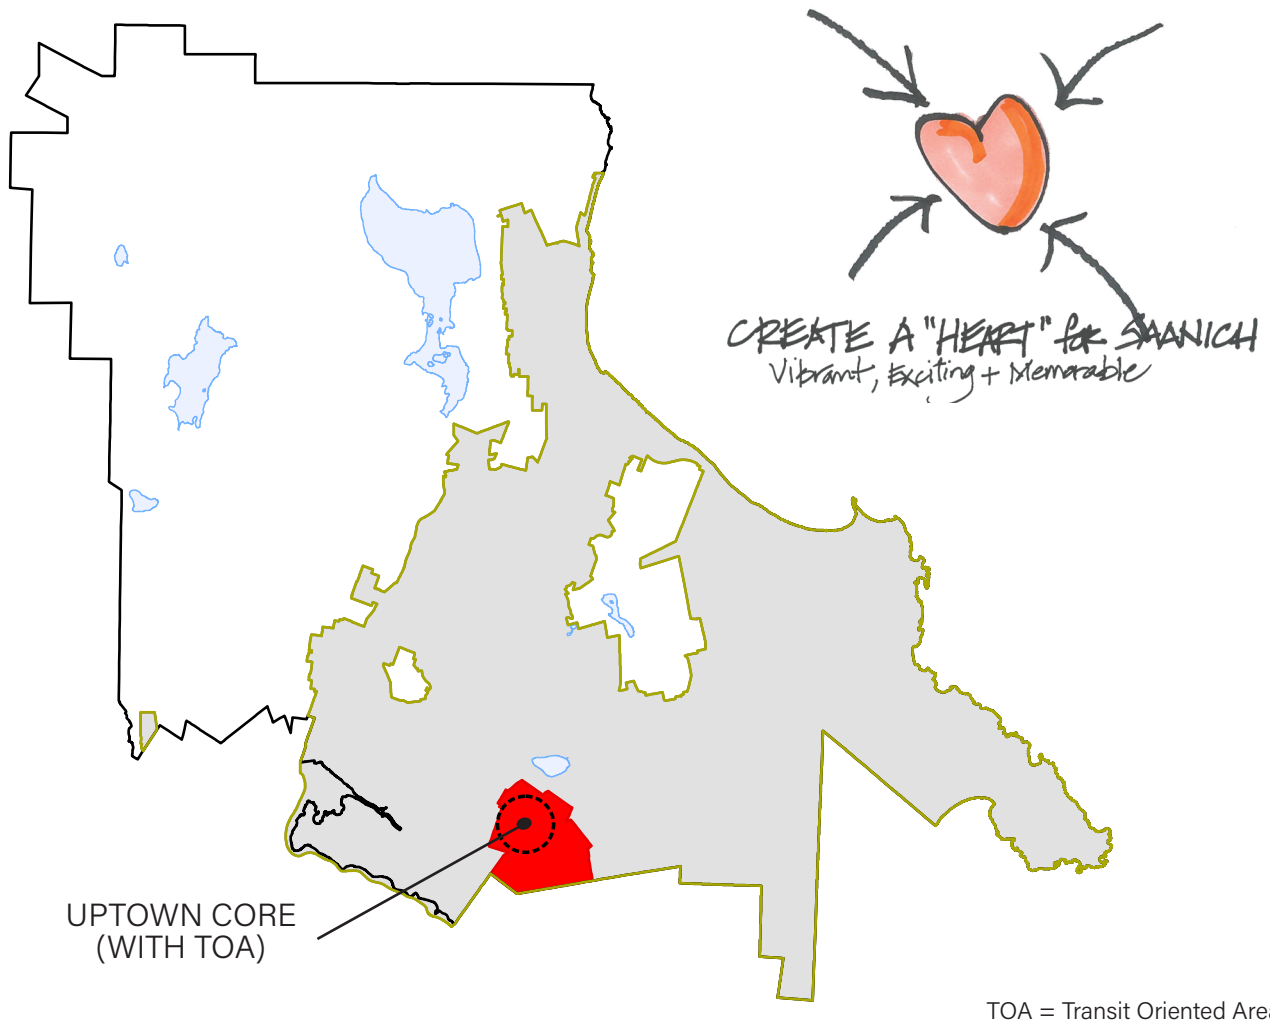 CREATE A "HEART" for SAANICH
Vibrant, Exciting + Memorable
UPTOWN CORE
(WITH TOA)
TOA = Transit Oriented Area